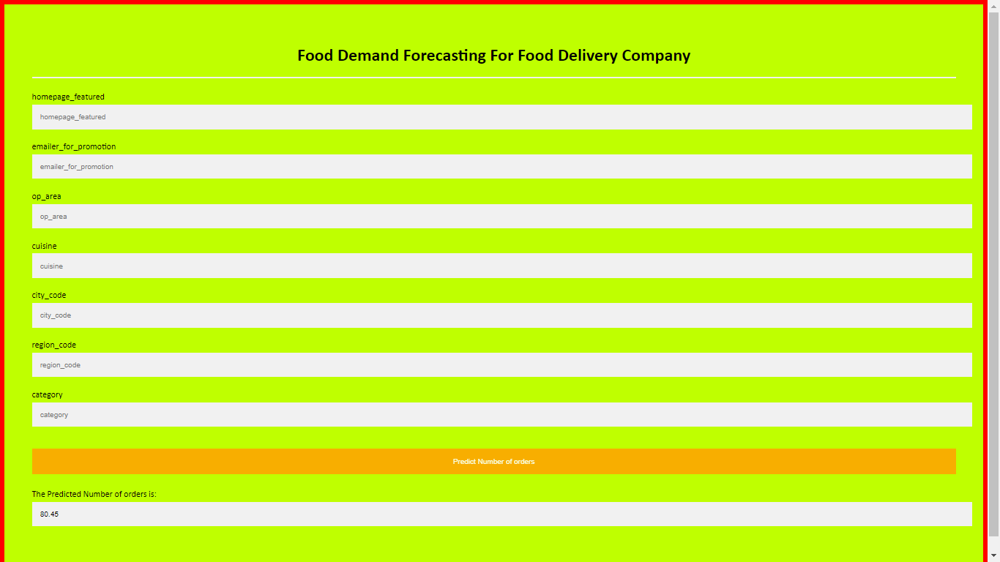 Food Demand Forecasting For Food Delivery Company
homepage_featured
homepage_featured
emailer_for_promotion
emailer_for_promotion
op_area
op_area
cuisine
cuisine
city_code
city_code
region_code
region_code
category
category
Predict Number of orders
The Predicted Number of orders is:
80.45